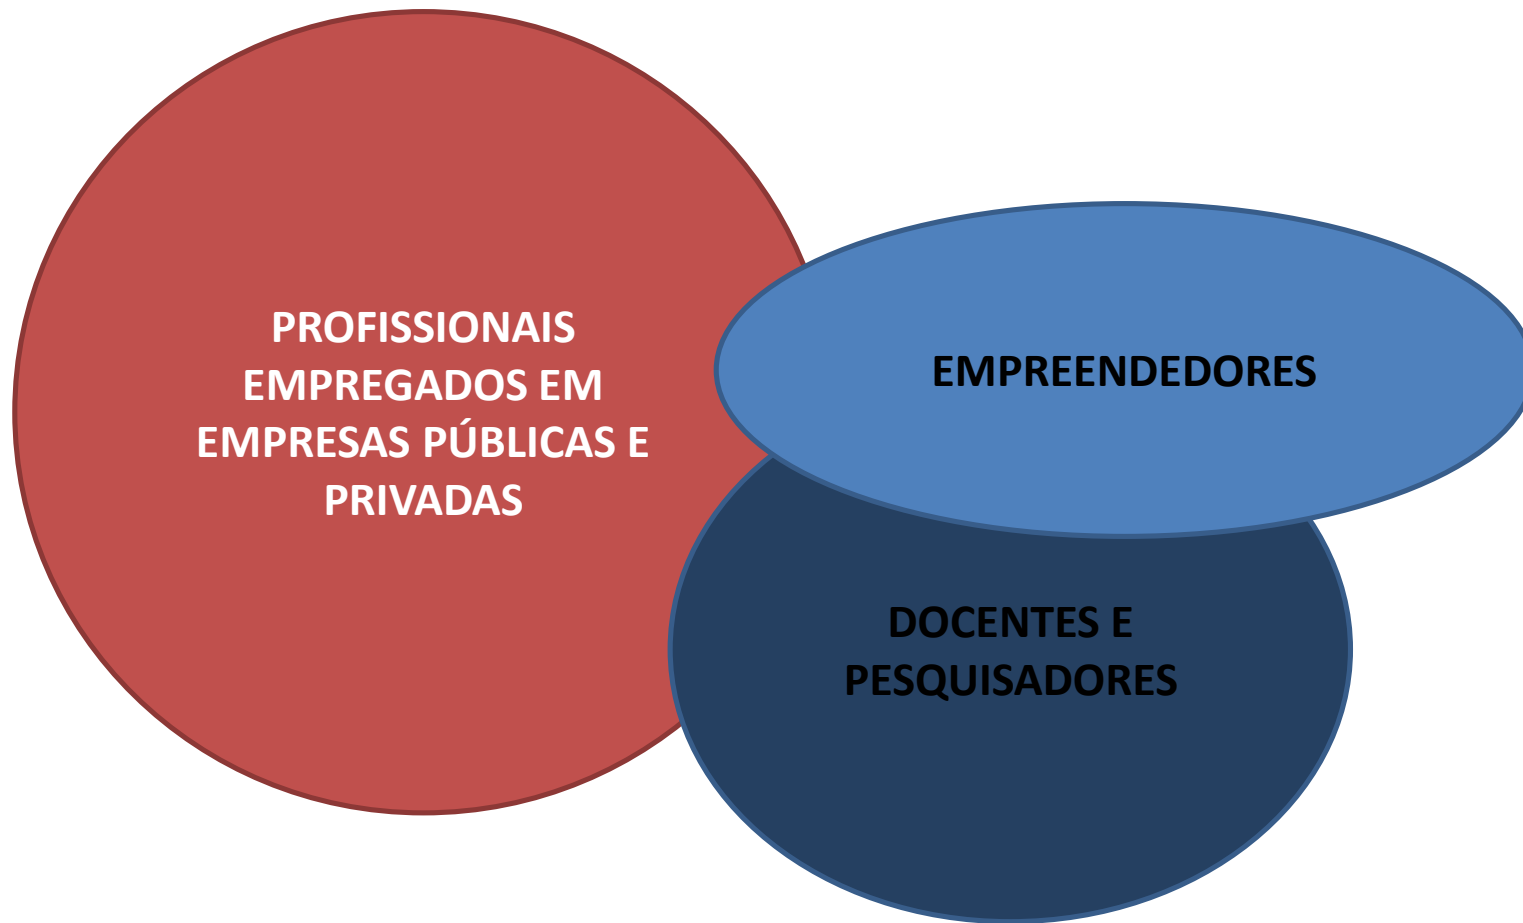 PROFISSIONAIS
EMPREGADOS EM
EMPRESAS PÚBLICAS E
PRIVADAS
EMPREENDEDORES
DOCENTES E
PESQUISADORES